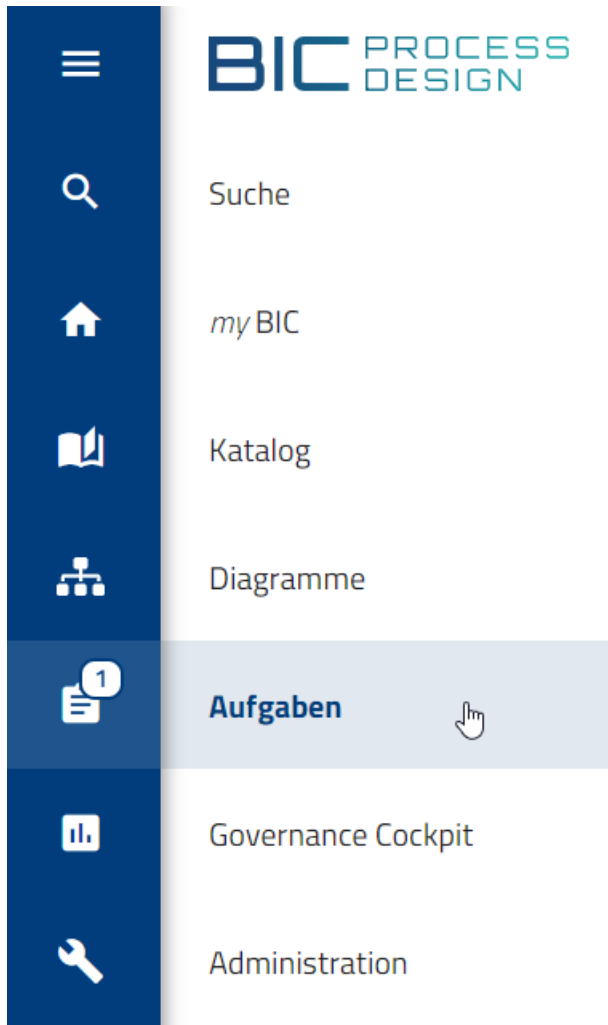 BIC PROCESS
DESIGN
Suche
my BIC
Katalog
Diagramme
1
Aufgaben
Governance Cockpit
Administration